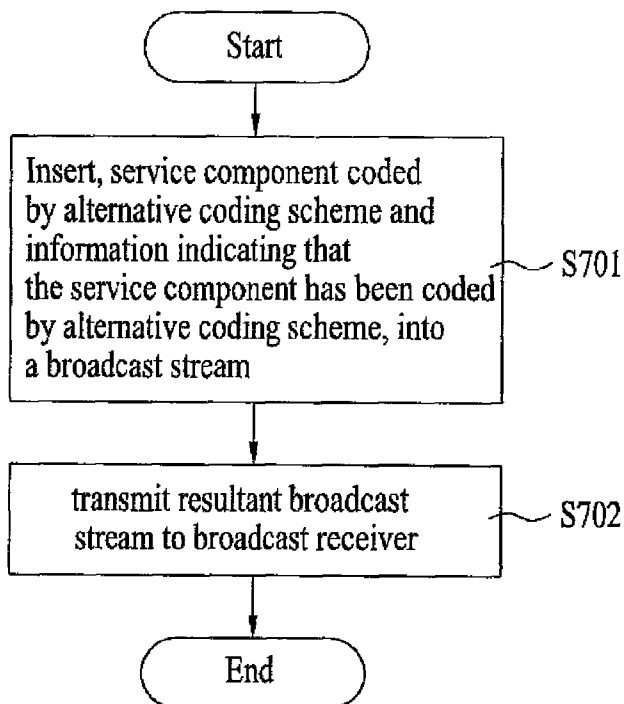 Start
Insert, service component coded
by alternative coding scheme and
information indicating that
the service component has been coded
by alternative coding scheme, into
a broadcast stream
S701
transmit resultant broadcast
stream to broadcast receiver
S702
End